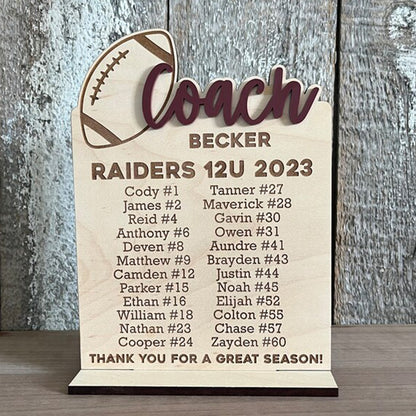 Coach
BECKER
RAIDERS 12U 2023
Cody #1
James #2
Reid #4
Anthony #6
Deven #8
Matthew #9
Camden #12
Parker #15
Ethan #16
William #18
Nathan #23
Cooper #24
Tanner #27
Maverick #28
Gavin #30
Owen #31
Aundre #41
Brayden #43
Justin #44
Noah #45
Elijah #52
Colton #55
Chase #57
Zayden #60
THANK YOU FOR A GREAT SEASON!